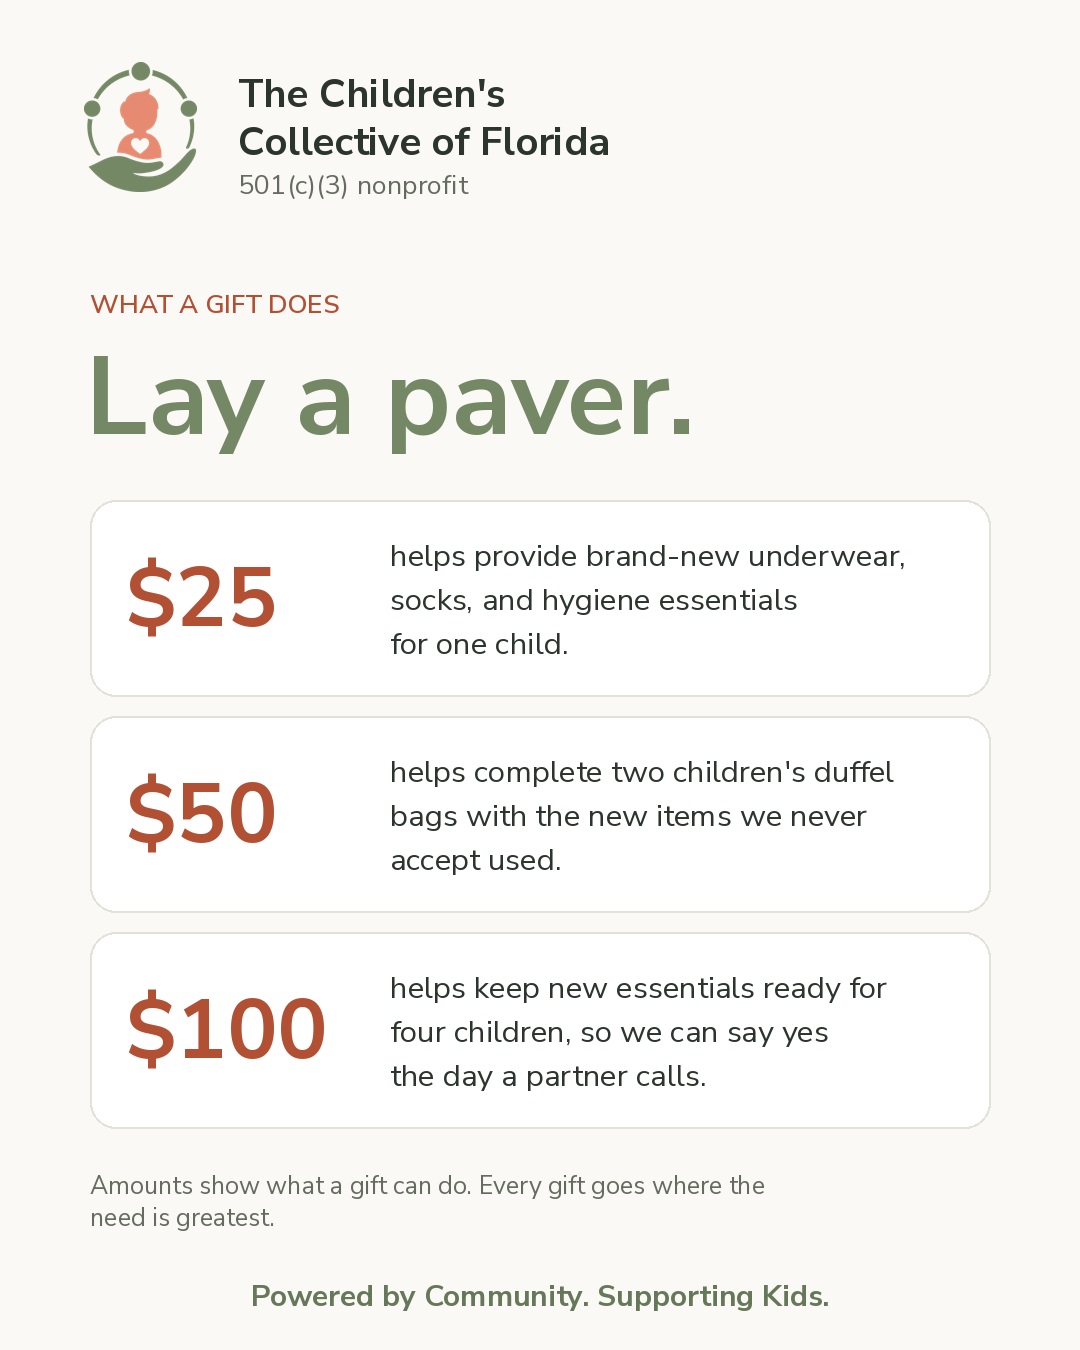 The Children's
Collective of Florida
501(c)(3) nonprofit
WHAT A GIFT DOES
Lay a paver.
$25
helps provide brand-new underwear,
socks, and hygiene essentials
for one child.
$50
helps complete two children's duffel
bags with the new items we never
accept used.
$100
helps keep new essentials ready for
four children, so we can say yes
the day a partner calls.
Amounts show what a gift can do. Every gift goes where the
need is greatest.
Powered by Community. Supporting Kids.